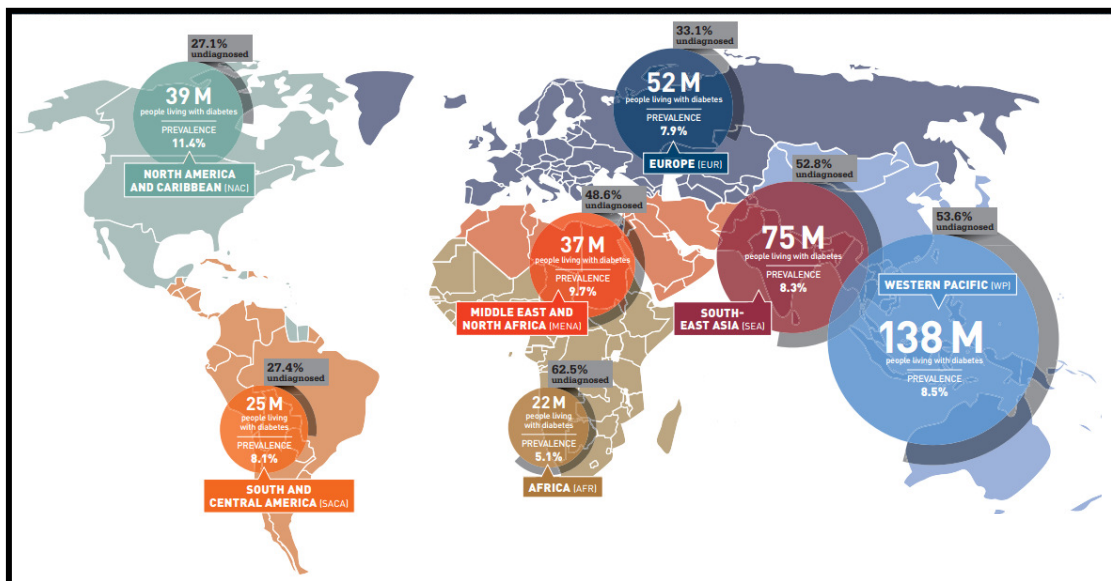 27.1%
undiagnosed
39 M
people living with diabetes
PREVALENCE
11.4%
NORTH AMERICA
AND CARIBBEAN (NAC)
33.1%
undiagnosed
52 M
people living with diabetes
PREVALENCE
7.9%
EUROPE (EUR)
48.6%
undiagnosed
37 M
people living with diabetes
PREVALENCE
9.7%
MIDDLE EAST AND
NORTH AFRICA (MENA)
52.8%
undiagnosed
75 M
people living with diabetes
PREVALENCE
8.3%
SOUTH-
EAST ASIA (SEA)
53.6%
undiagnosed
WESTERN PACIFIC (WP)
138 M
people living with diabetes
PREVALENCE
8.5%
27.4%
undiagnosed
25 M
people living
with diabetes
PREVALENCE
8.1%
SOUTH AND
CENTRAL AMERICA (SACA)
62.5%
undiagnosed
22 M
people living
with diabetes
PREVALENCE
5.1%
AFRICA (AFR)